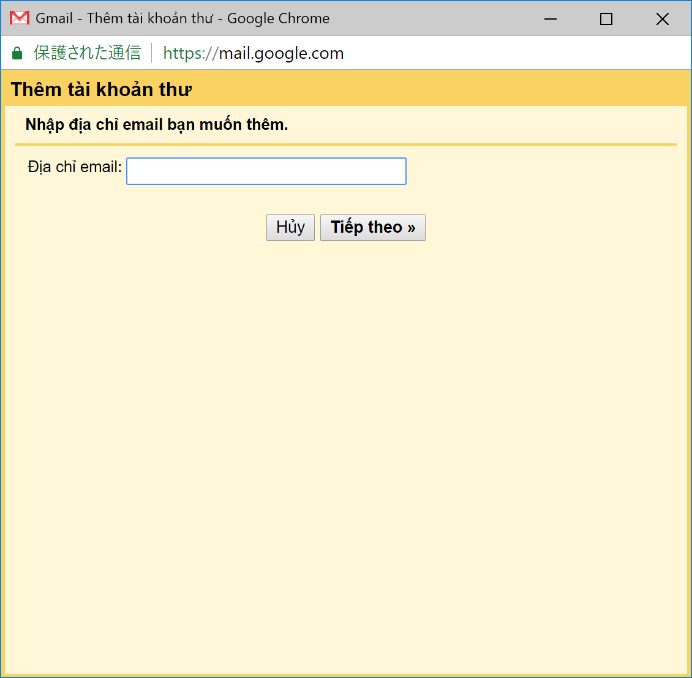 Gmail - Thêm tài khoản thư - Google Chrome
保護された通信 https://mail.google.com
Thêm tài khoản thư
Nhập địa chỉ email bạn muốn thêm.
Địa chỉ email:
Hủy Tiếp theo »